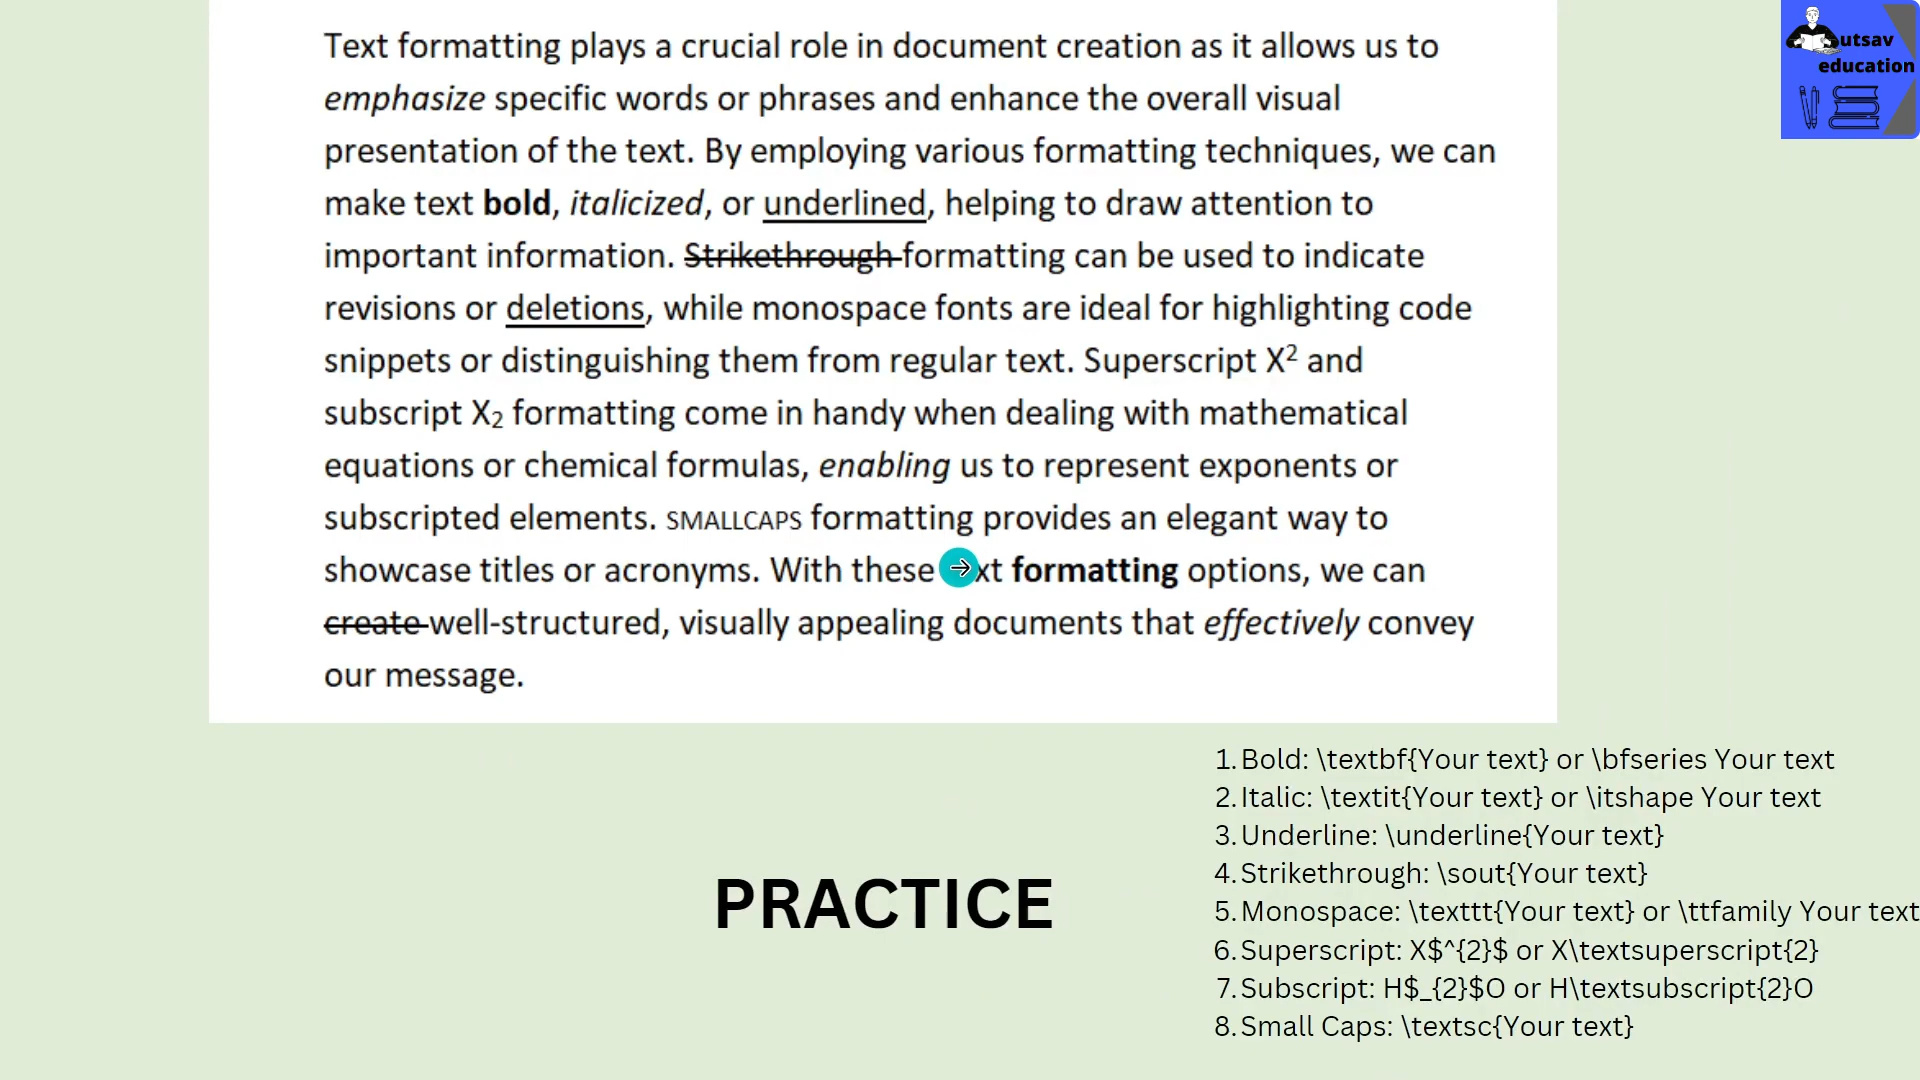 Text formatting plays a crucial role in document creation as it allows us to
emphasize specific words or phrases and enhance the overall visual
presentation of the text. By employing various formatting techniques, we can
make text bold, italicized, or underlined, helping to draw attention to
important information. Strikethrough formatting can be used to indicate
revisions or deletions, while monospace fonts are ideal for highlighting code
snippets or distinguishing them from regular text. Superscript X² and
subscript X₂ formatting come in handy when dealing with mathematical
equations or chemical formulas, enabling us to represent exponents or
subscripted elements. SMALLCAPS formatting provides an elegant way to
showcase titles or acronyms. With these xt formatting options, we can
create well-structured, visually appealing documents that effectively convey
our message.
utsav
education
PRACTICE
1. Bold: \textbf{Your text} or \bfseries Your text
2. Italic: \textit{Your text} or \itshape Your text
3. Underline: \underline{Your text}
4. Strikethrough: \sout{Your text}
5. Monospace: \texttt{Your text} or \ttfamily Your text
6. Superscript: X$^{2}$ or X\textsuperscript{2}
7. Subscript: H$_{2}$O or H\textsubscript{2}O
8. Small Caps: \textsc{Your text}